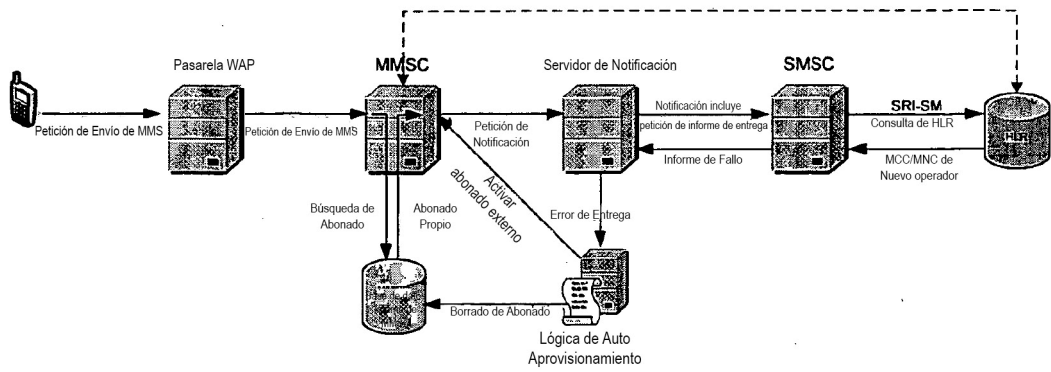 Pasarela WAP
MMSC
Servidor de Notificación
SMSC
Petición de Envío de MMS
Petición de Envío de MMS
Petición de
Notificación
Notificación incluye
petición de informe de entrega
Informe de Fallo
SRI-SM
Consulta de HLR
HLR
MCC/MNC de
Nuevo operador
Búsqueda de
Abonado
Abonado
Propio
Activar
abonado externo
Error de Entrega
Borrado de Abonado
Lógica de Auto
Aprovisionamiento